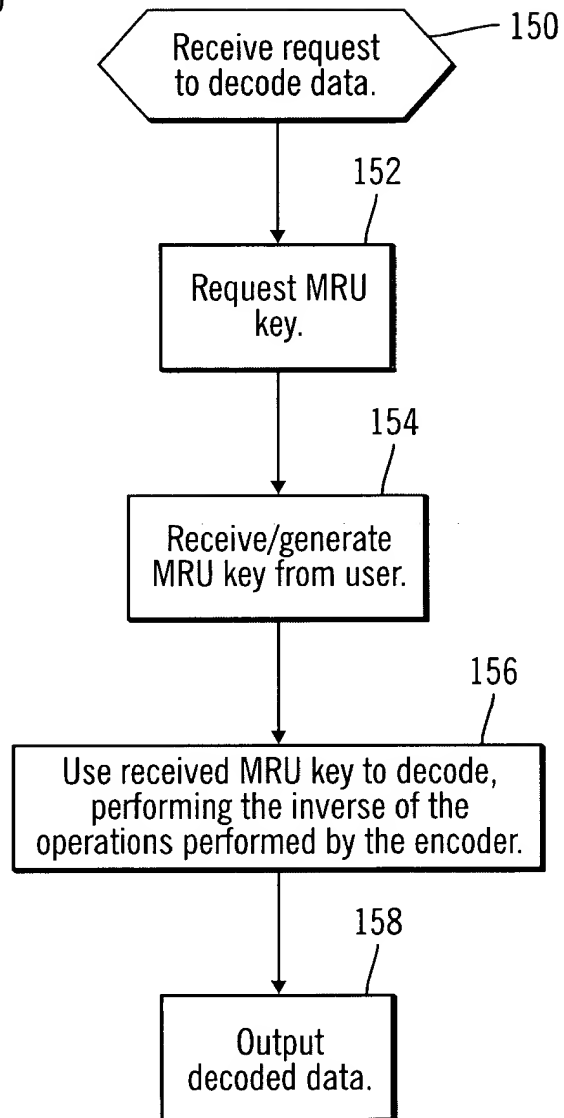 150
Receive request
to decode data.
152
Request MRU
key.
154
Receive/generate
MRU key from user.
156
Use received MRU key to decode,
performing the inverse of the
operations performed by the encoder.
158
Output
decoded data.